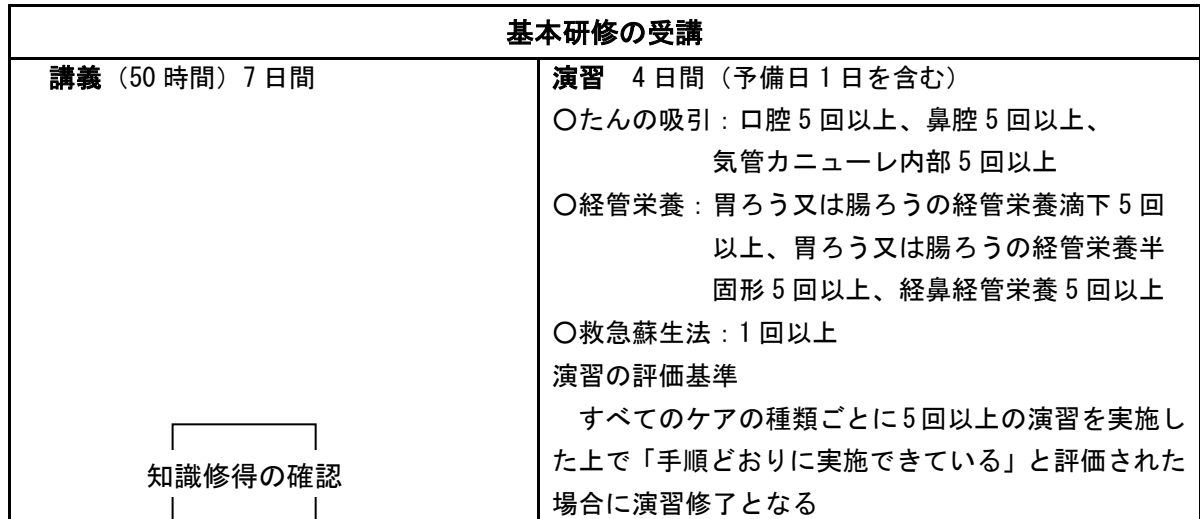 基本研修の受講
講義（50 時間）7 日間
知識修得の確認
演習　4 日間（予備日 1 日を含む）
〇たんの吸引：口腔 5 回以上、鼻腔 5 回以上、
気管カニューレ内部 5 回以上
〇経管栄養：胃ろう又は腸ろうの経管栄養滴下 5 回
以上、胃ろう又は腸ろうの経管栄養半
固形 5 回以上、経鼻経管栄養 5 回以上
〇救急蘇生法：1 回以上
演習の評価基準
すべてのケアの種類ごとに 5 回以上の演習を実施し
た上で「手順どおりに実施できている」と評価された
場合に演習修了となる